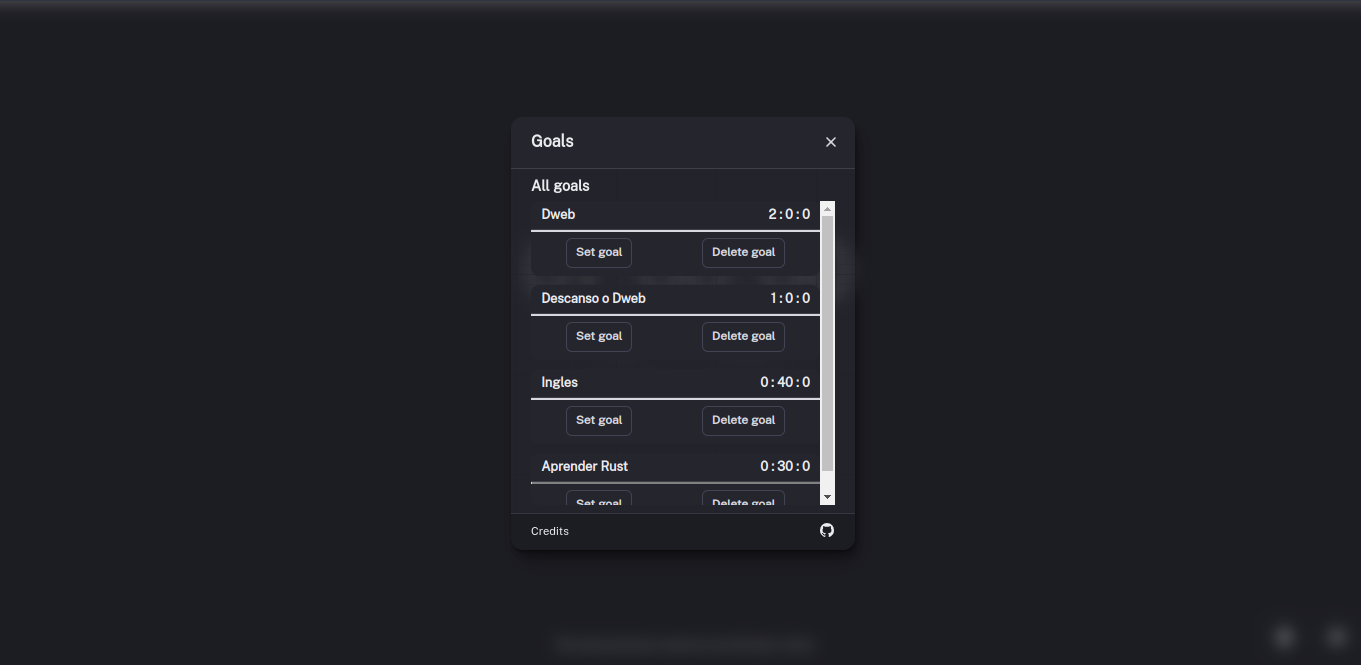 Goals
All goals
Dweb 2:0:0
Set goal Delete goal
Descanso o Dweb 1:0:0
Set goal Delete goal
Ingles 0:40:0
Set goal Delete goal
Aprender Rust 0:30:0
Set goal Delete goal
Credits